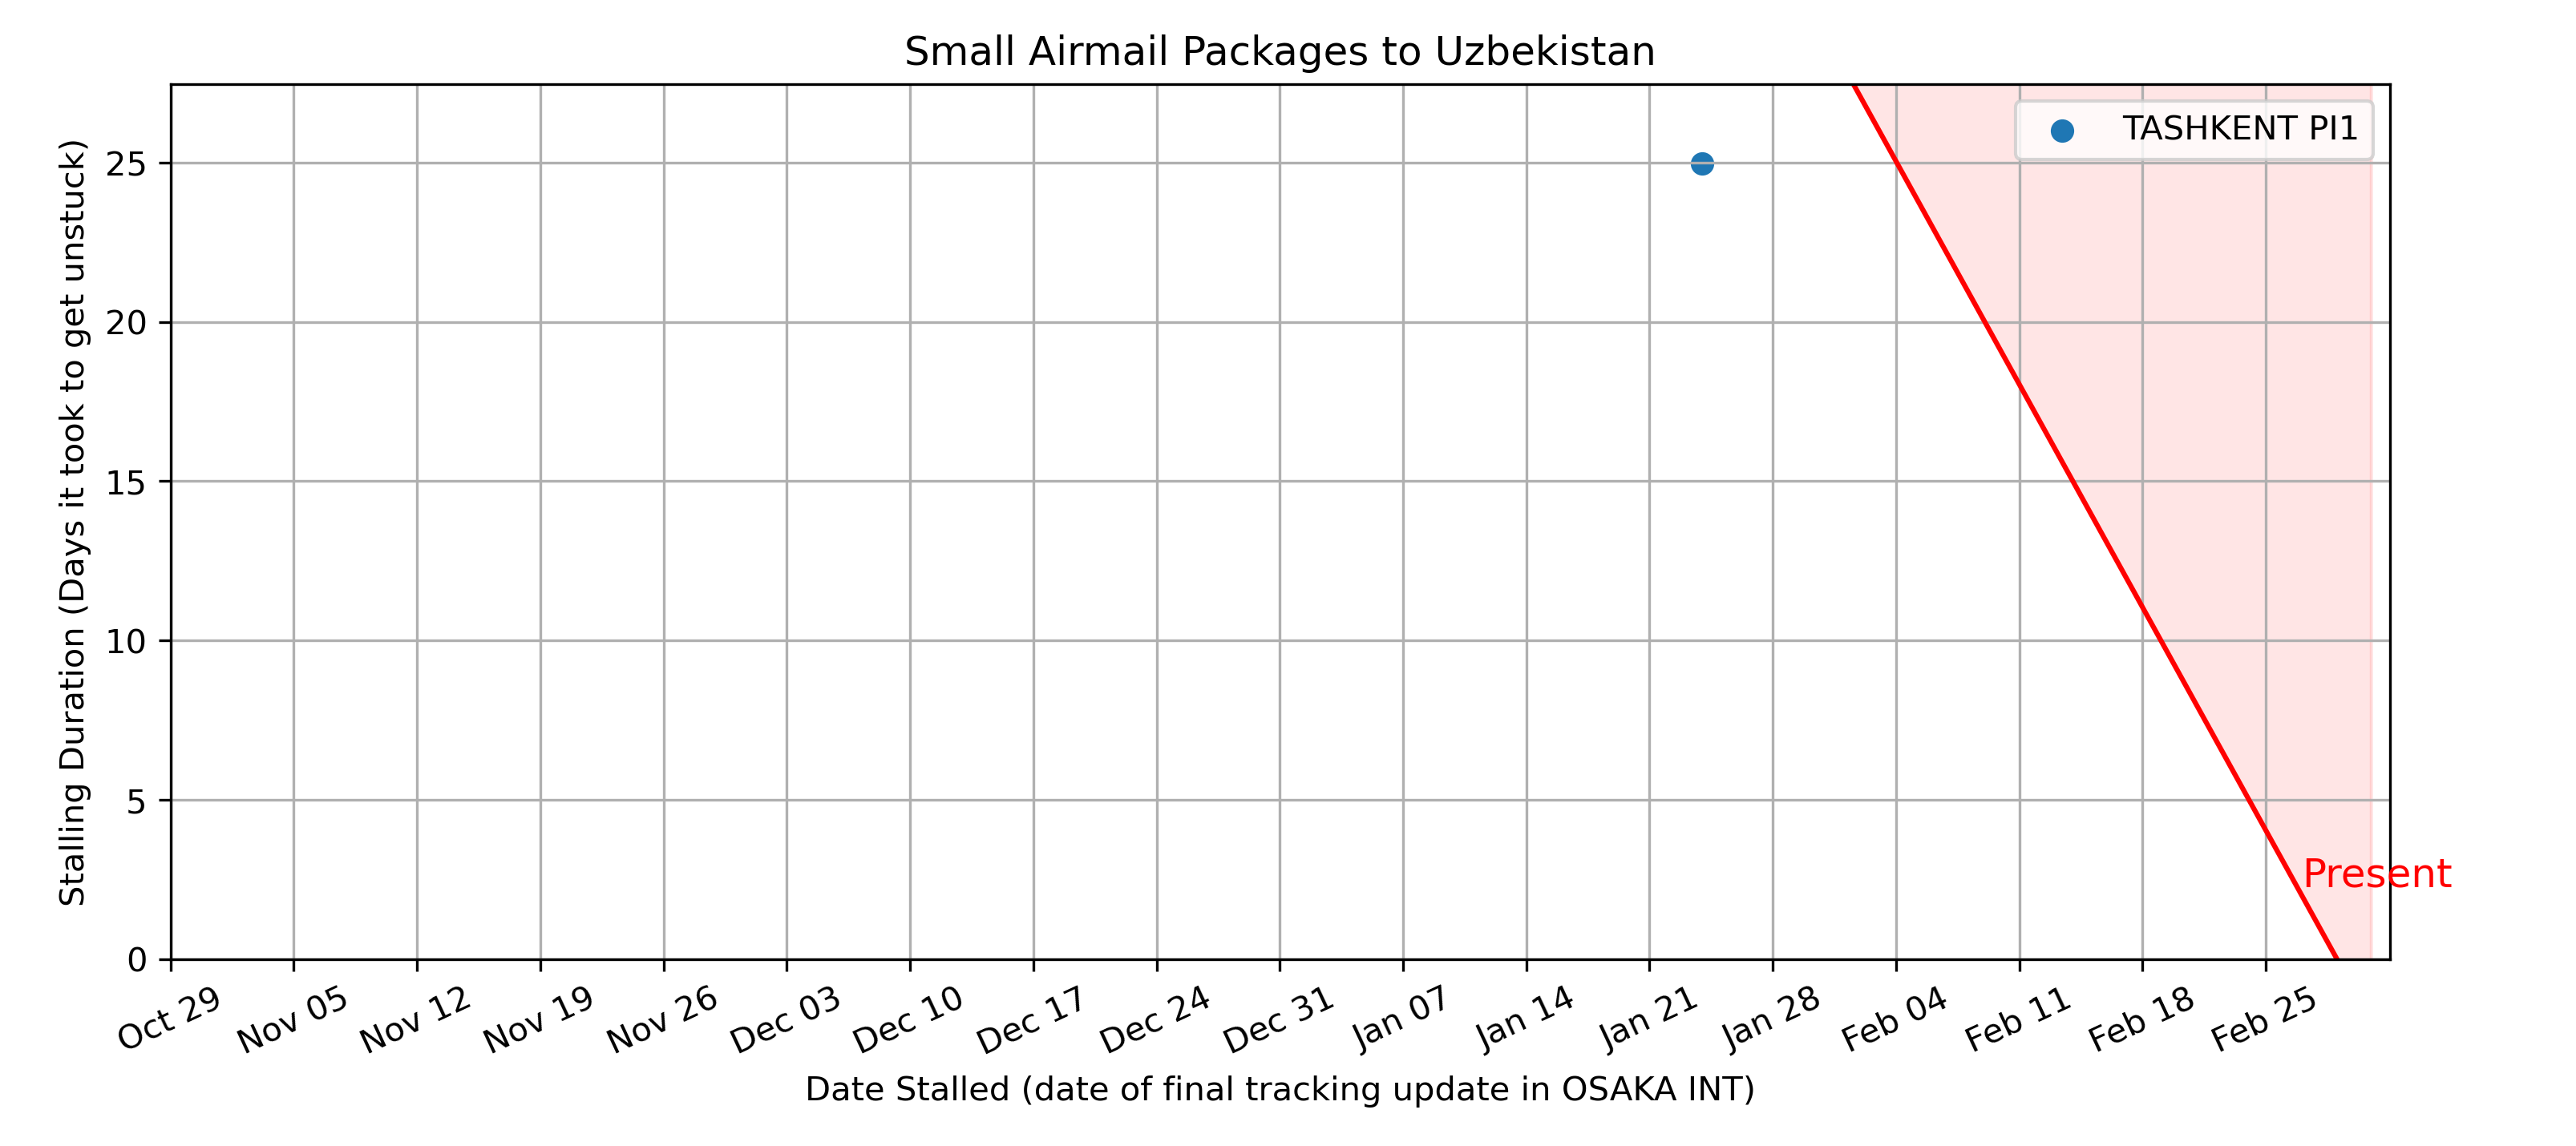 Small Airmail Packages to Uzbekistan
TASHKENT PI1
Stalling Duration (Days it took to get unstuck)
25
20
15
10
5
0
Present
Oct 29
Nov 05
Nov 12
Nov 19
Nov 26
Dec 03
Dec 10
Dec 17
Dec 24
Dec 31
Jan 07
Jan 14
Jan 21
Jan 28
Feb 04
Feb 11
Feb 18
Feb 25
Date Stalled (date of final tracking update in OSAKA INT)